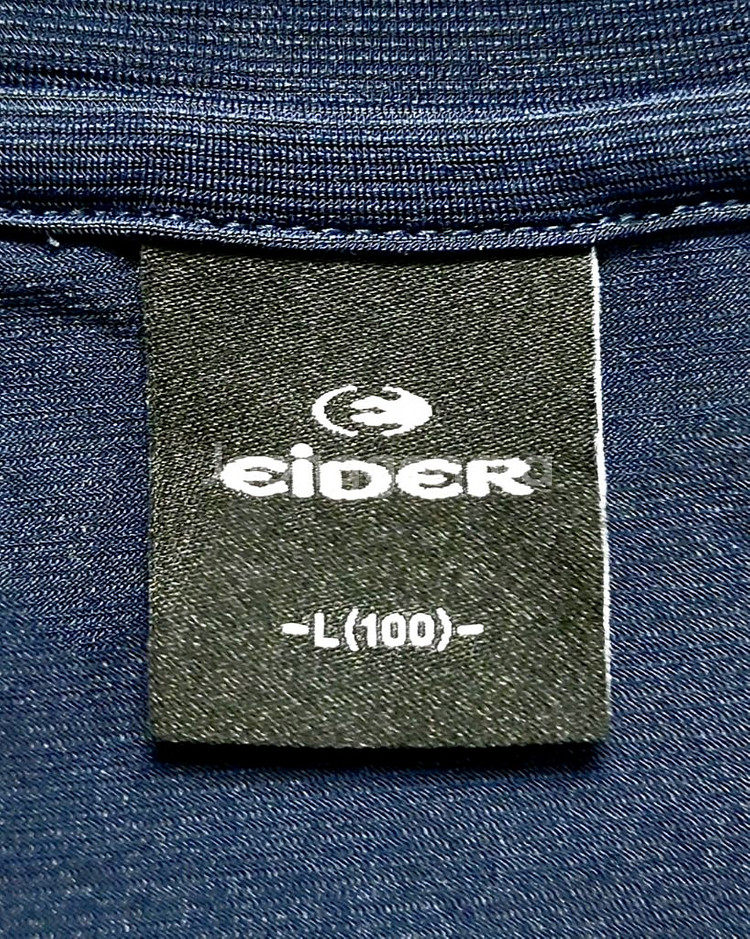 EiDER
-L(100)-